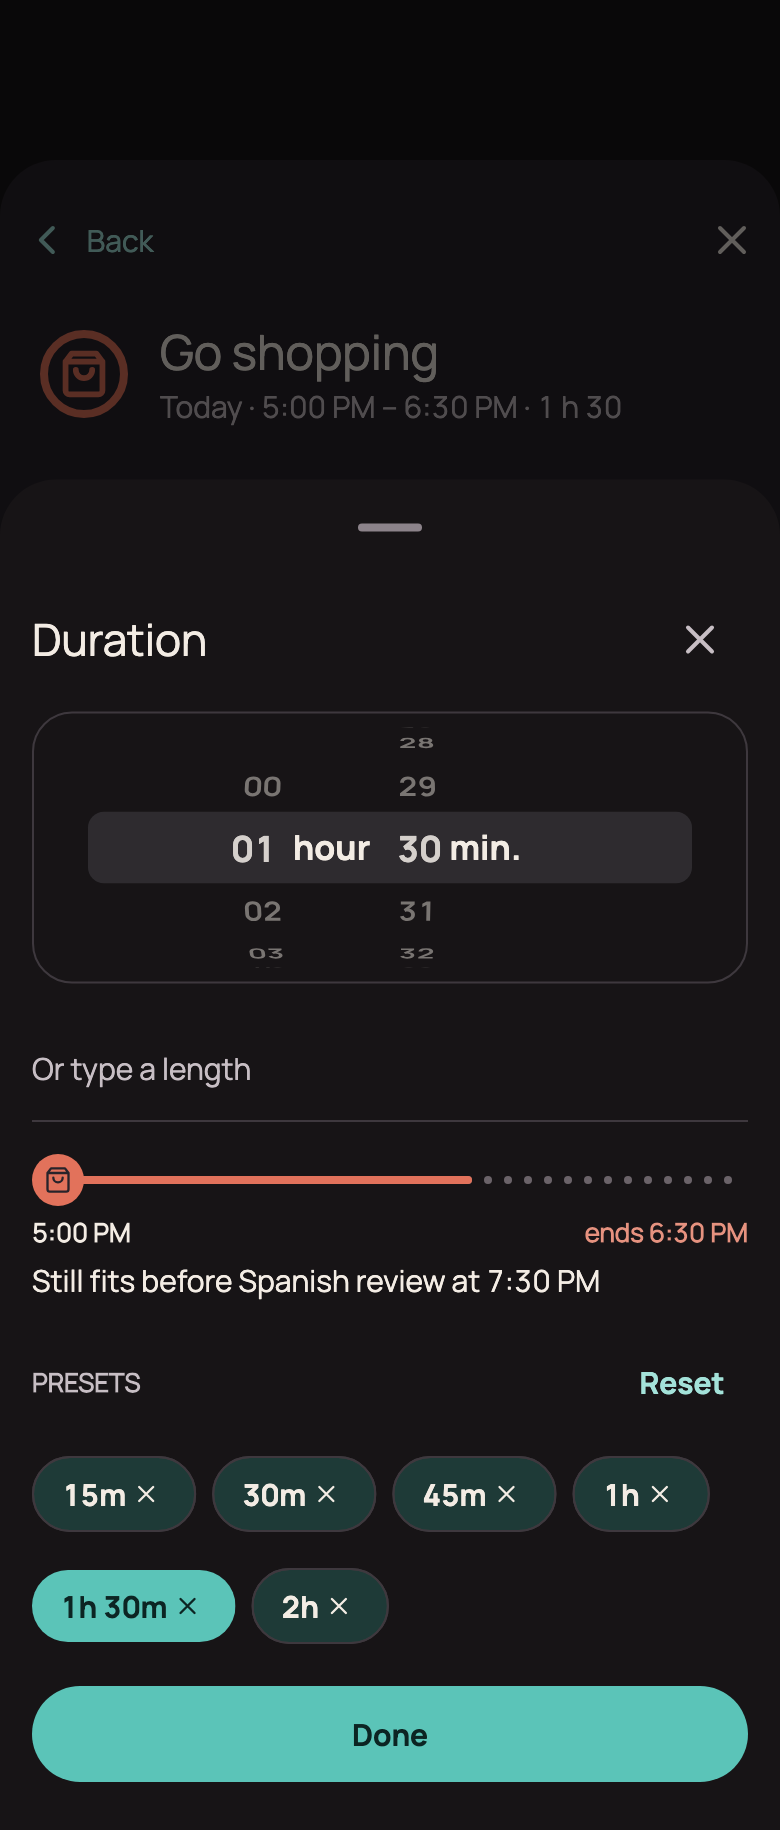 Back
Go shopping
Today · 5:00 PM – 6:30 PM · 1 h 30
Duration
28
00 29
01 hour 30 min.
02 31
03 32
Or type a length
5:00 PM ends 6:30 PM
Still fits before Spanish review at 7:30 PM
PRESETS Reset
15m 30m 45m 1h
1h 30m 2h
Done